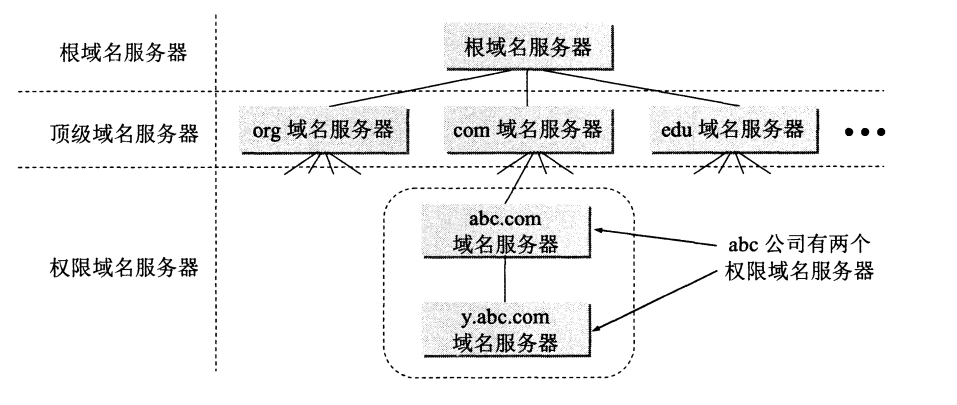 根域名服务器
根域名服务器
顶级域名服务器
org 域名服务器
com 域名服务器
edu 域名服务器
•••
权限域名服务器
abc.com
域名服务器
y.abc.com
域名服务器
abc 公司有两个
权限域名服务器